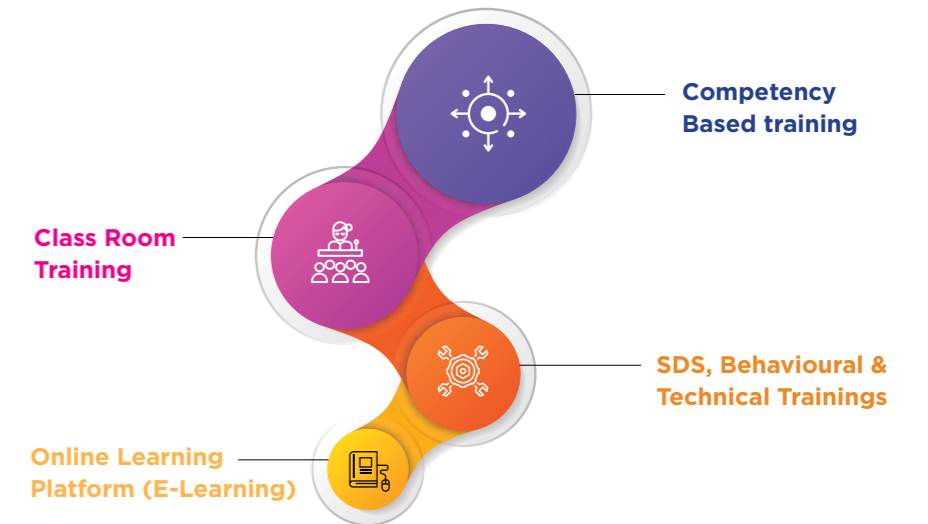 Competency
Based training
Class Room
Training
SDS, Behavioural &
Technical Trainings
Online Learning
Platform (E-Learning)